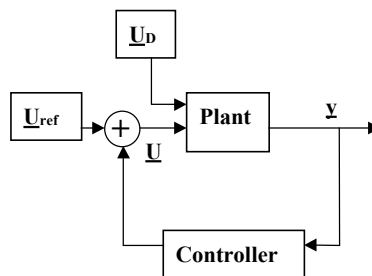 U_D
Plant
y
U_ref
+
U
Controller